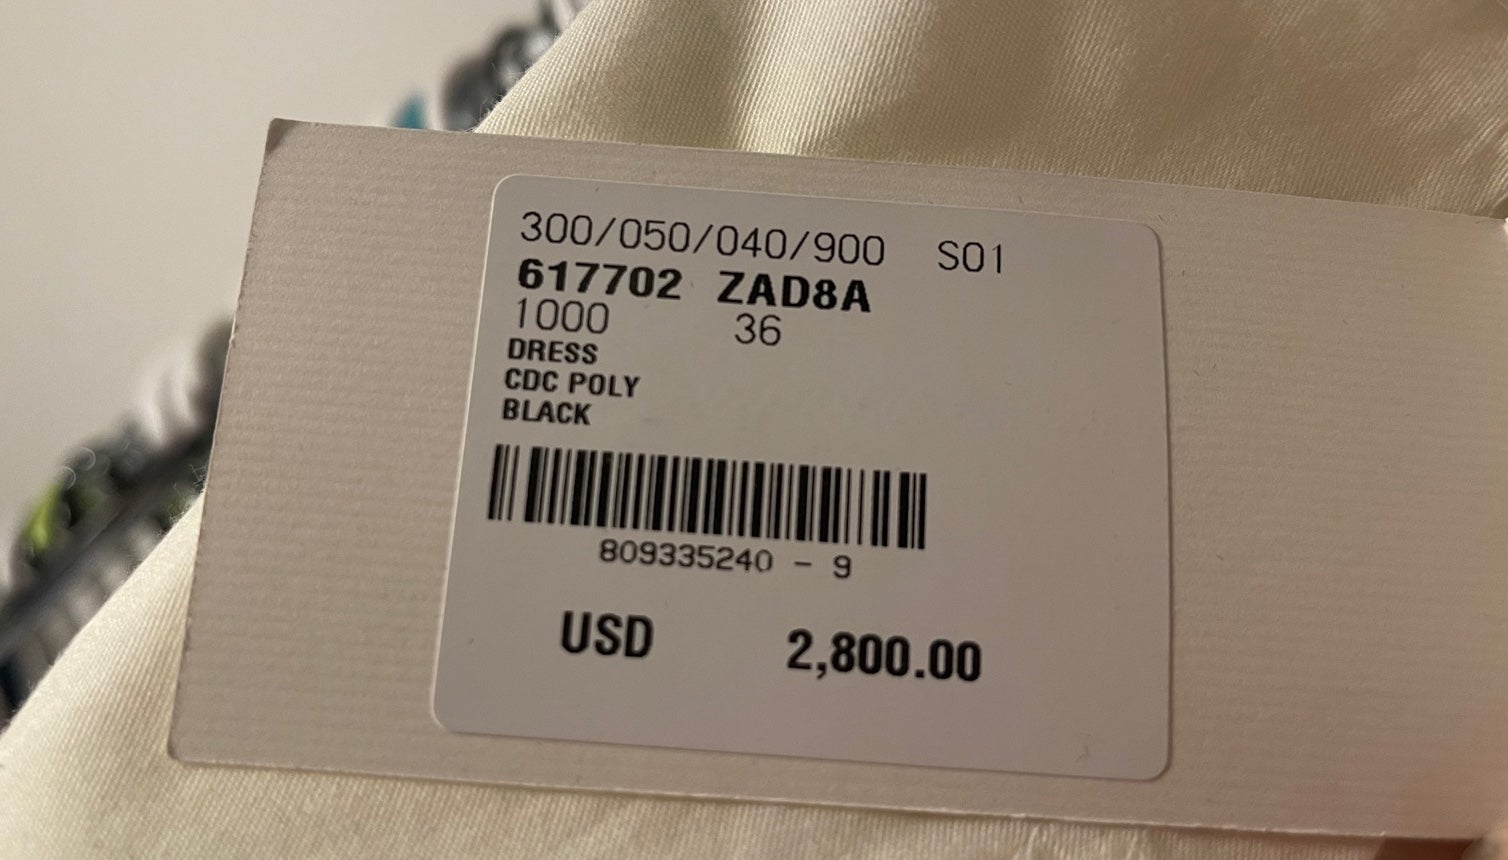 300/050/040/900 S01
617702 ZAD8A
1000 36
DRESS
CDC POLY
BLACK
809335240 - 9
USD 2,800.00